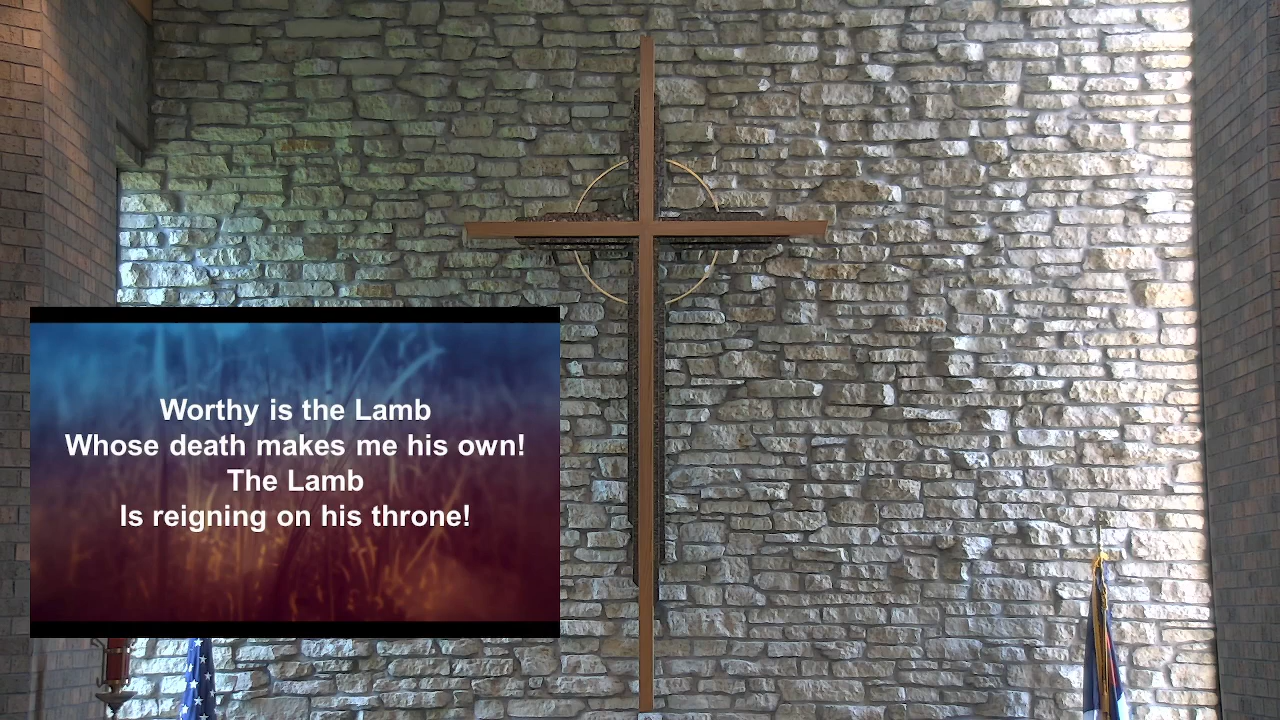 Worthy is the Lamb
Whose death makes me his own!
The Lamb
Is reigning on his throne!